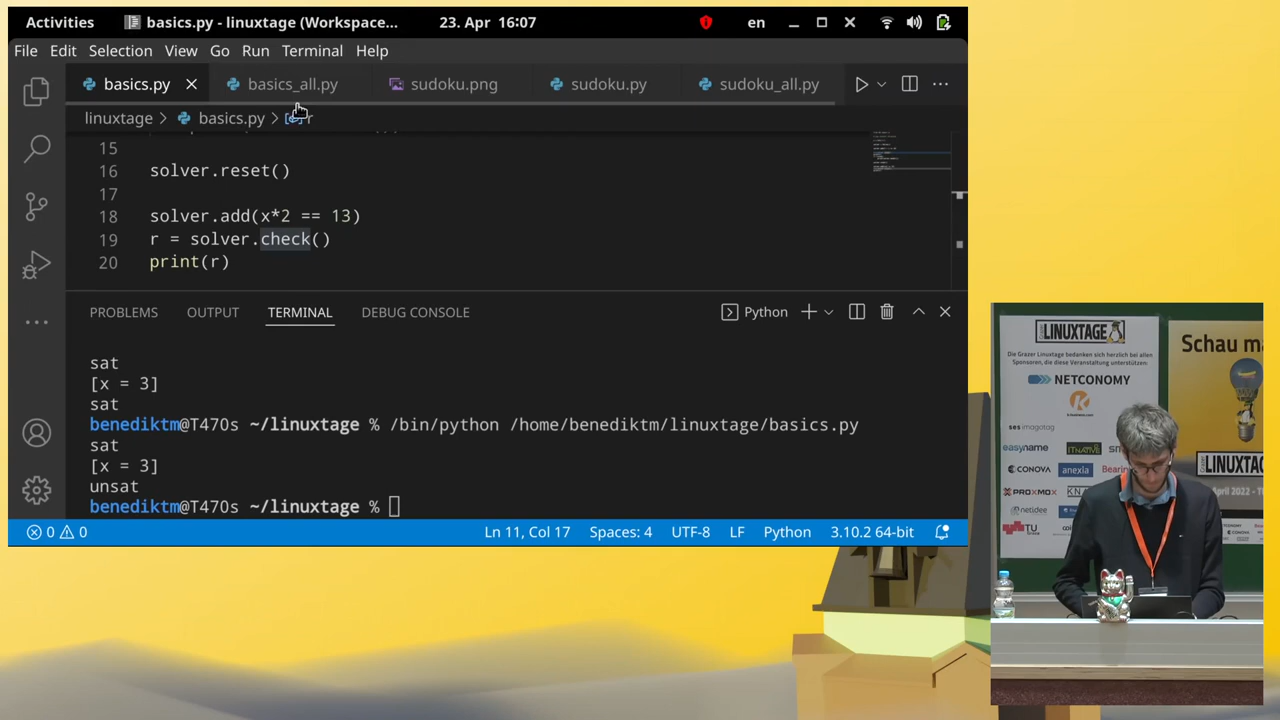 Activities basics.py - linuxtage (Workspace... 23. Apr 16:07 en
File Edit Selection View Go Run Terminal Help
basics.py basics_all.py sudoku.png sudoku.py sudoku_all.py
linuxtage > basics.py > r
15
16 solver.reset()
17
18 solver.add(x*2 == 13)
19 r = solver.check()
20 print(r)
PROBLEMS OUTPUT TERMINAL DEBUG CONSOLE Python
sat
[x = 3]
sat
benediktm@T470s ~/linuxtage % /bin/python /home/benediktm/linuxtage/basics.py
sat
[x = 3]
unsat
benediktm@T470s ~/linuxtage %
0 0 Ln 11, Col 17 Spaces: 4 UTF-8 LF Python 3.10.2 64-bit
LINUXTAGE
Die Grazer Linuxtage bedanken sich herzlich bei allen
Sponsoren, die diese Veranstaltung unterstützen:
NETCONOMY
ses imagotag
easyname ITNATIVE
CONOVA anexia
PROXMOX
netidee
TU
Schau ma
LINUXTAG
April 2022